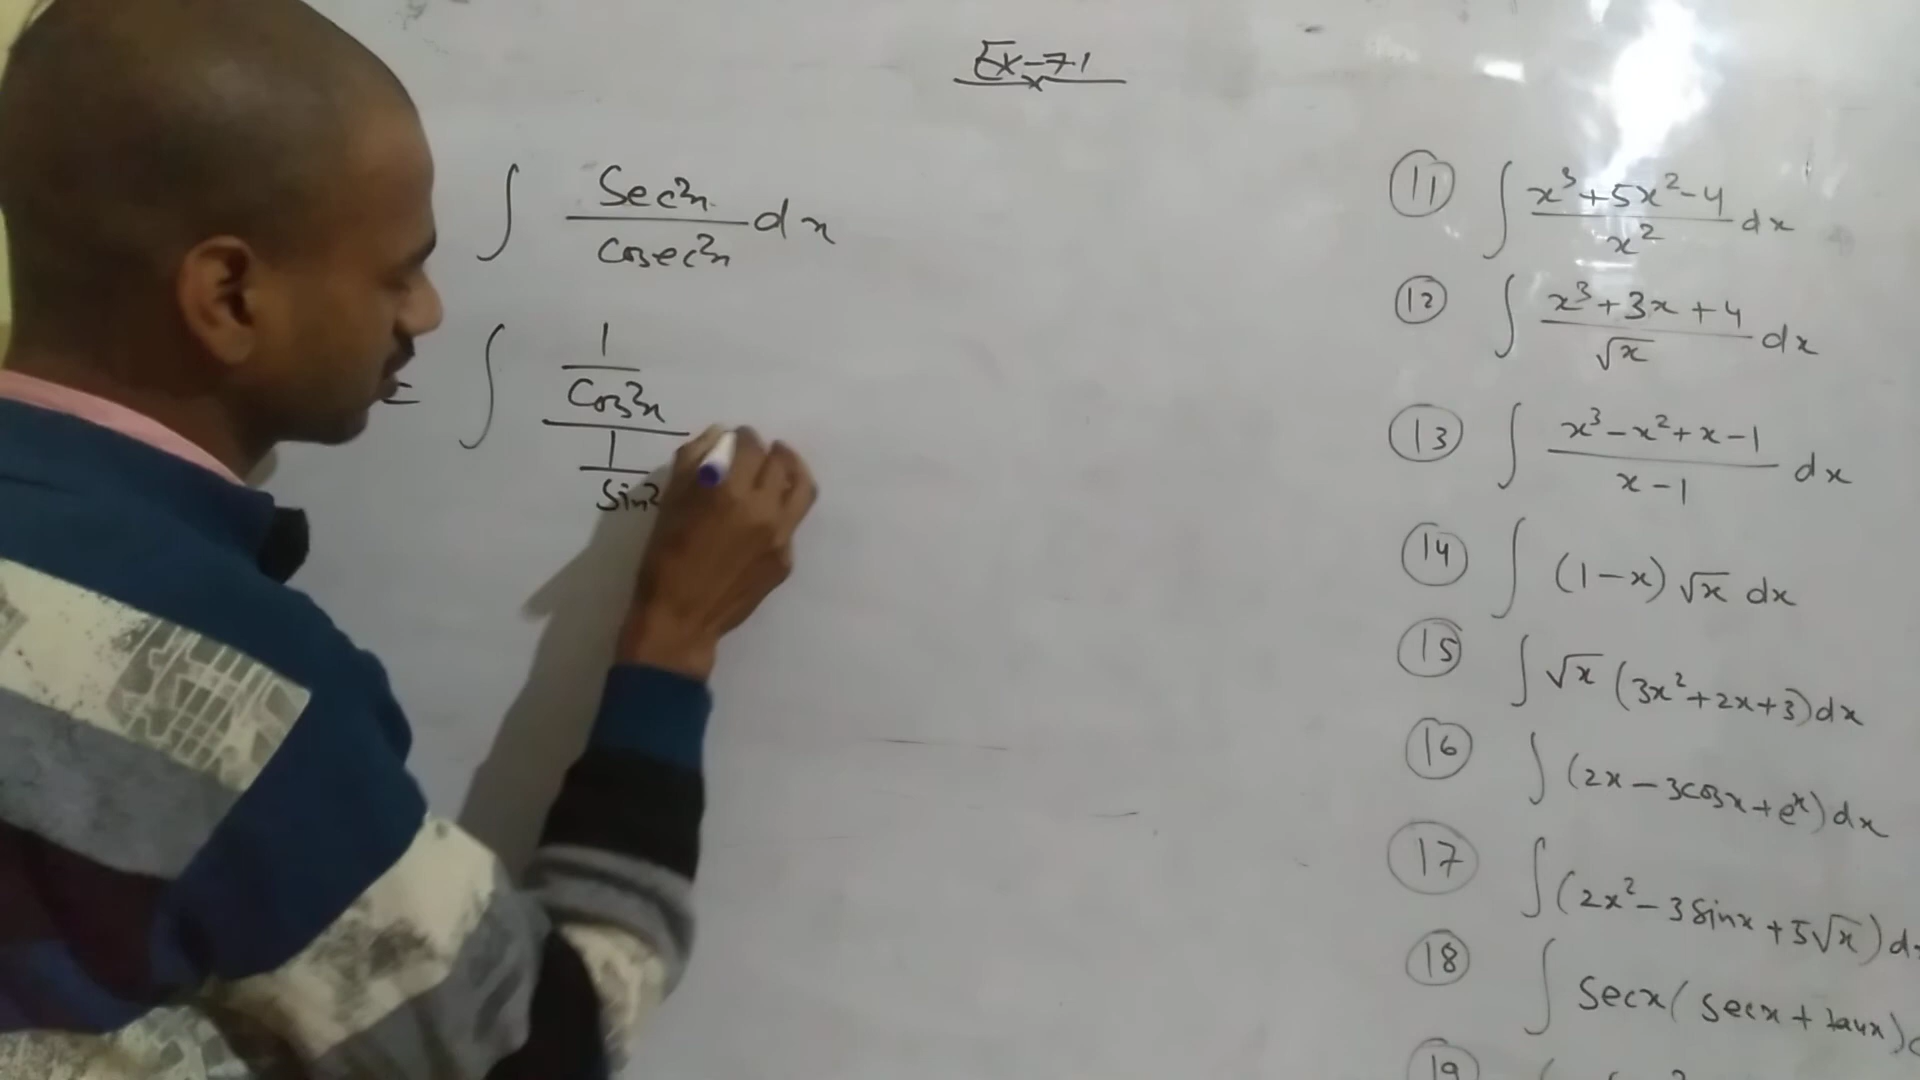 Ex-7.1
∫ Sec²x / Cosec²x dx
= ∫ (1 / Cos²x) / (1 / Sin²
11 ∫ x³+5x²-4 / x² dx
12 ∫ x³+3x+4 / √x dx
13 ∫ x³-x²+x-1 / x-1 dx
14 ∫ (1-x) √x dx
15 ∫ √x (3x²+2x+3)dx
16 ∫ (2x-3cosx+eˣ)dx
17 ∫ (2x²-3Sinx+5√x)d
18 ∫ Secx(Secx+tanx)
19